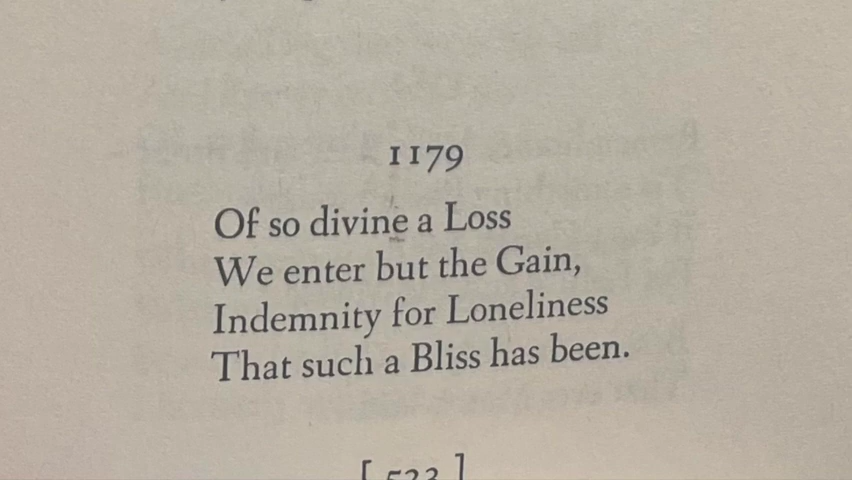 1179
Of so divine a Loss
We enter but the Gain,
Indemnity for Loneliness
That such a Bliss has been.